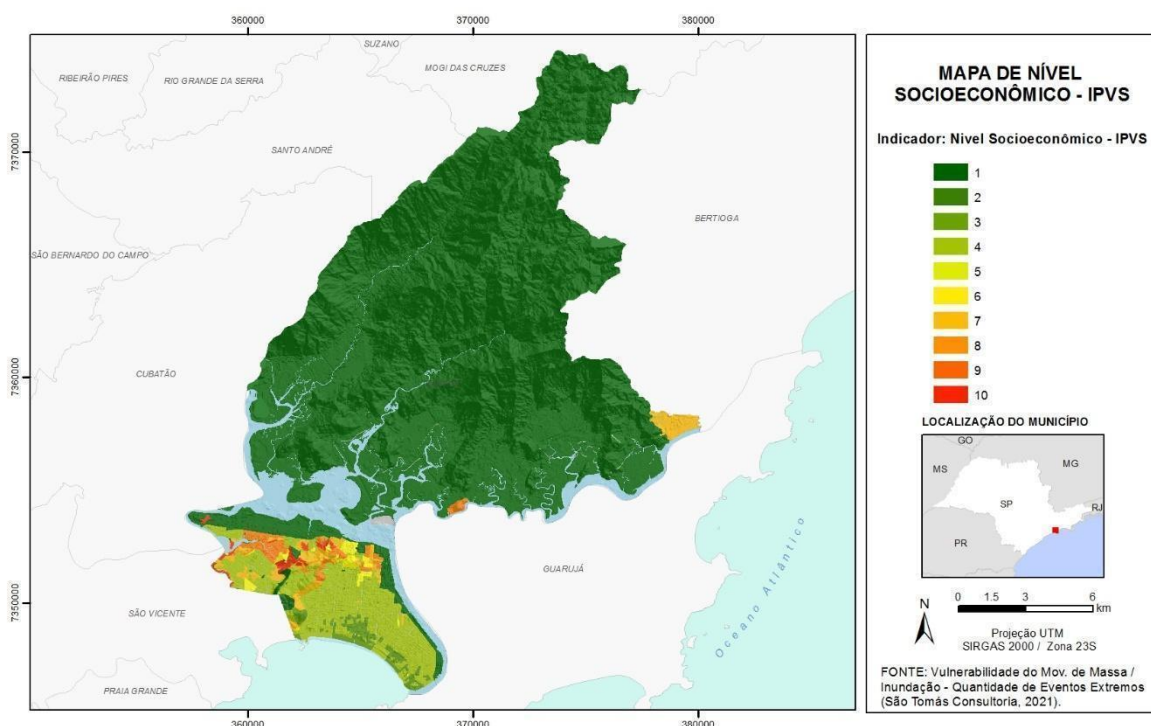 360000
370000
380000
SUZANO
MOGI DAS CRUZES
RIBEIRÃO PIRES
RIO GRANDE DA SERRA
SANTO ANDRÉ
7370000
BERTIOGA
SÃO BERNARDO DO CAMPO
CUBATÃO
7360000
GUARUJÁ
Oceano Atlântico
SÃO VICENTE
7350000
PRAIA GRANDE
360000
370000
380000
MAPA DE NÍVEL
SOCIOECONÔMICO - IPVS
Indicador: Nivel Socioeconômico - IPVS
1
2
3
4
5
6
7
8
9
10
LOCALIZAÇÃO DO MUNICÍPIO
GO
MS
MG
SP
RJ
PR
N
0 1.5 3 6
km
Projeção UTM
SIRGAS 2000 / Zona 23S
FONTE: Vulnerabilidade do Mov. de Massa /
Inundação - Quantidade de Eventos Extremos
(São Tomás Consultoria, 2021).